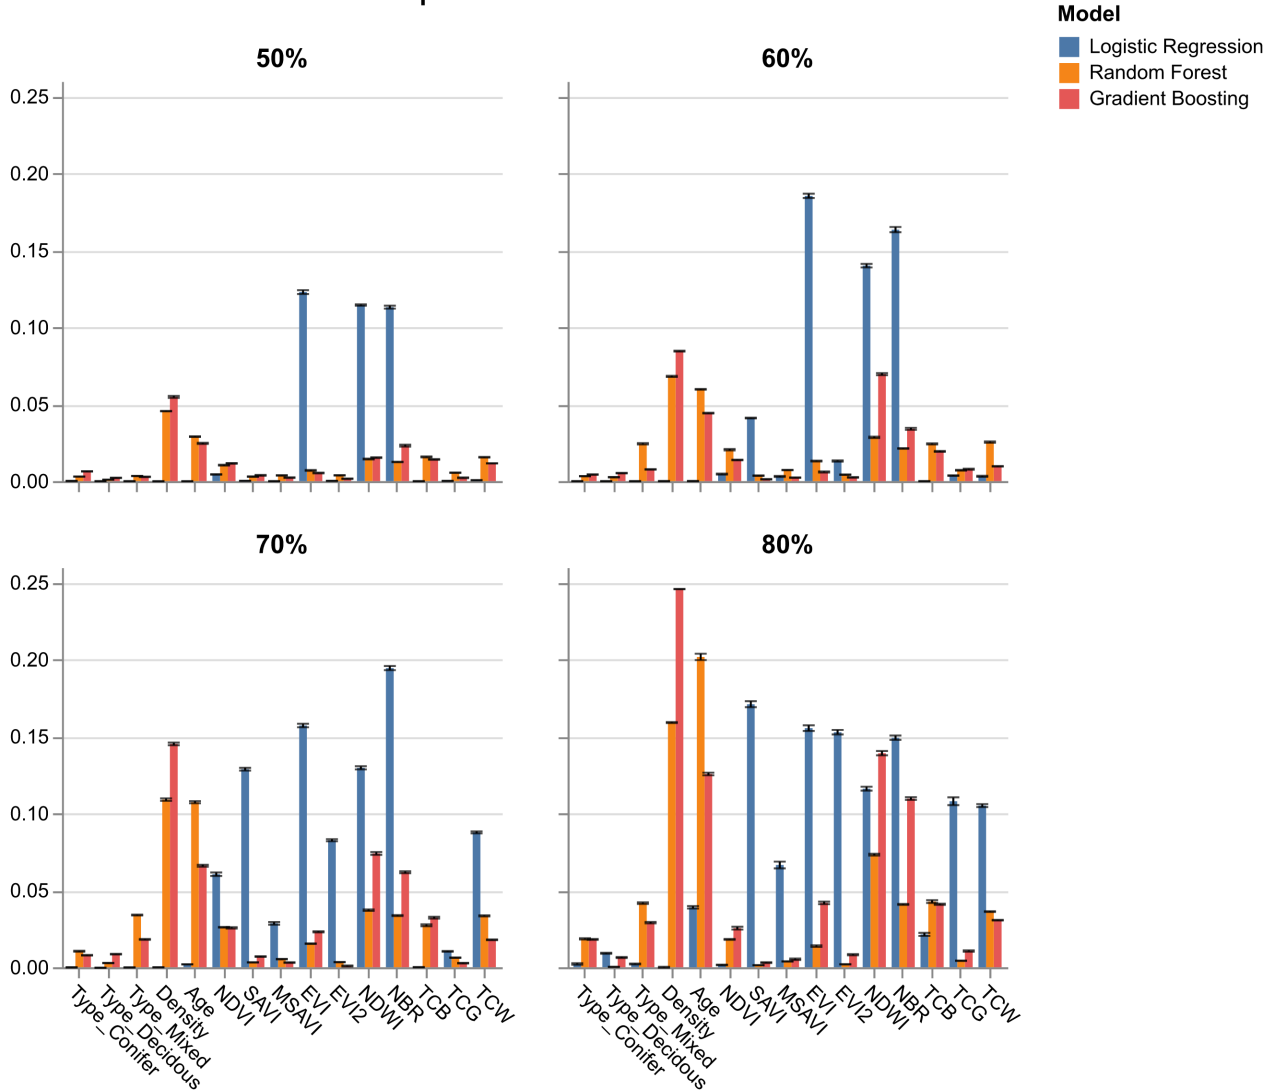 Model
Logistic Regression
Random Forest
Gradient Boosting
50%
60%
0.25
0.20
0.15
0.10
0.05
0.00
70%
80%
0.25
0.20
0.15
0.10
0.05
0.00
Type_Conifer
Type_Decidous
Type_Mixed
Density
Age
NDVI
SAVI
MSAVI
EVI
EVI2
NDWI
NBR
TCB
TCG
TCW
Type_Conifer
Type_Decidous
Type_Mixed
Density
Age
NDVI
SAVI
MSAVI
EVI
EVI2
NDWI
NBR
TCB
TCG
TCW